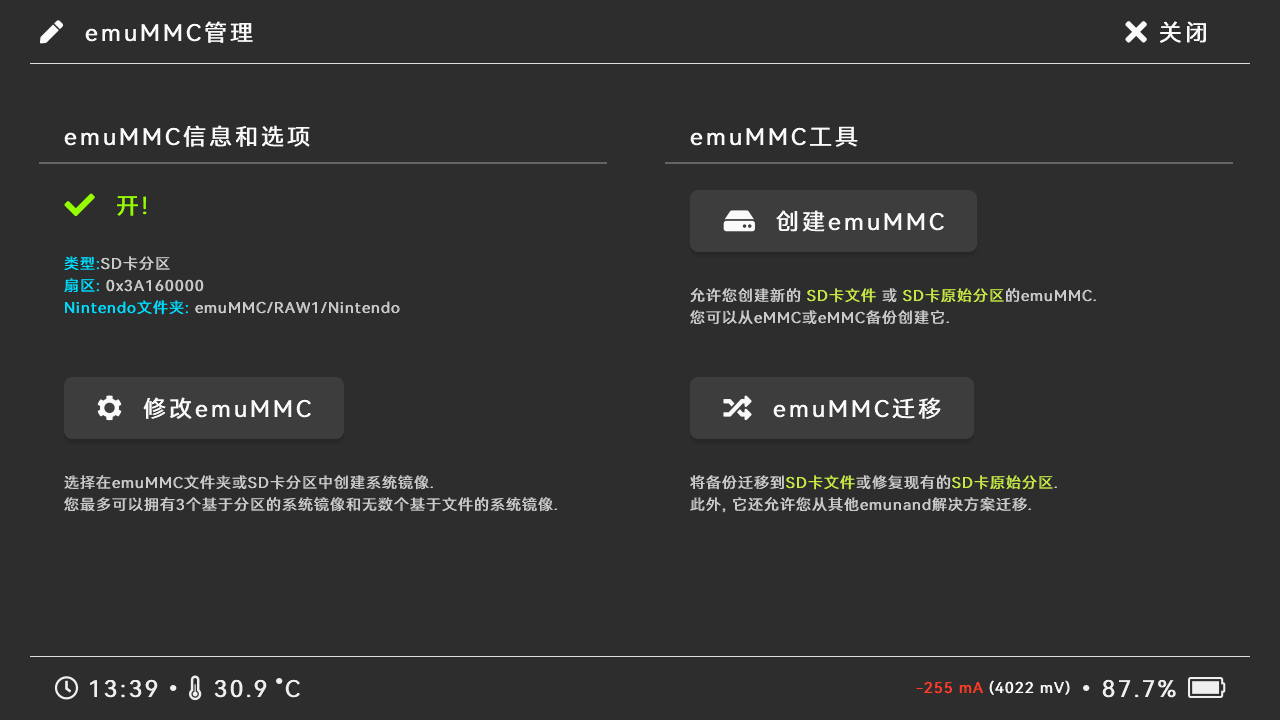 emuMMC管理
关闭
emuMMC信息和选项
开!
类型:SD卡分区
扇区: 0x3A160000
Nintendo文件夹: emuMMC/RAW1/Nintendo
修改emuMMC
选择在emuMMC文件夹或SD卡分区中创建系统镜像.
您最多可以拥有3个基于分区的系统镜像和无数个基于文件的系统镜像.
emuMMC工具
创建emuMMC
允许您创建新的 SD卡文件 或 SD卡原始分区的emuMMC.
您可以从eMMC或eMMC备份创建它.
emuMMC迁移
将备份迁移到SD卡文件或修复现有的SD卡原始分区.
此外, 它还允许您从其他emunand解决方案迁移.
13:39 • 30.9 °C
-255 mA (4022 mV) • 87.7%